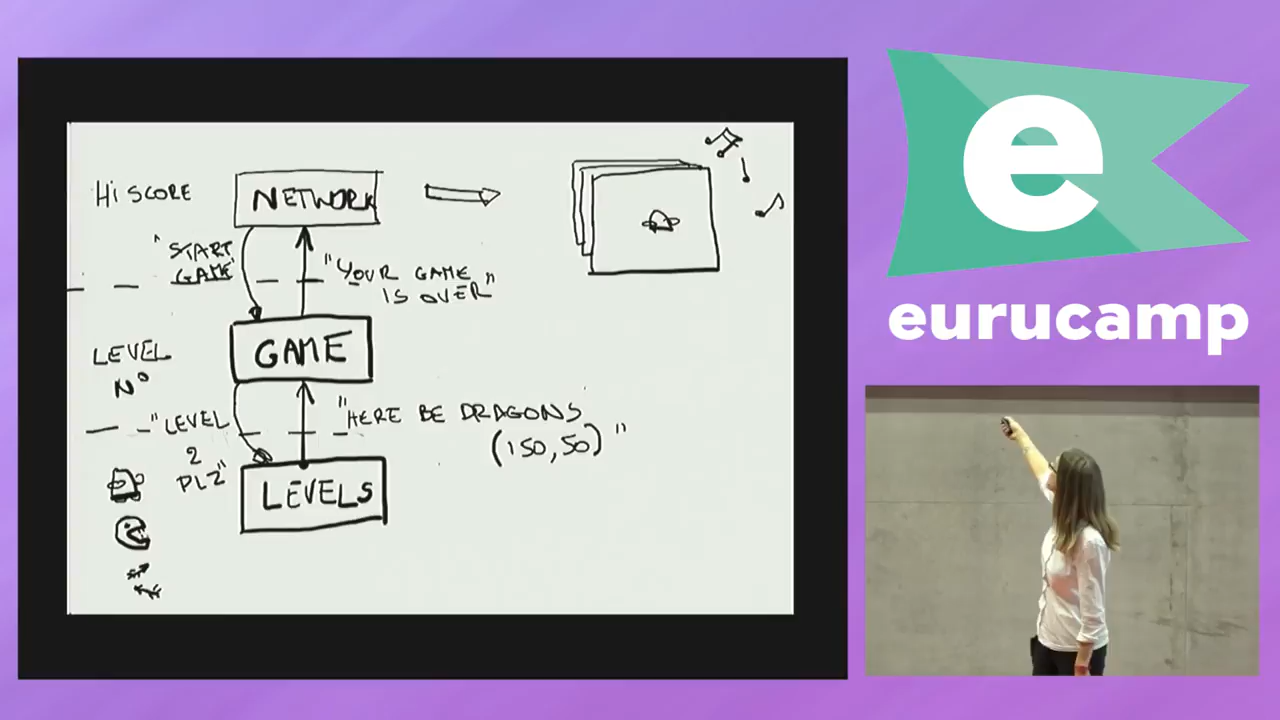 Hi SCORE
NETWORK
"START
GAME"
"YOUR GAME
IS OVER"
GAME
LEVEL
Nº
"LEVEL
2
PLZ"
"HERE BE DRAGONS
(150,50)"
LEVELS
e
eurucamp